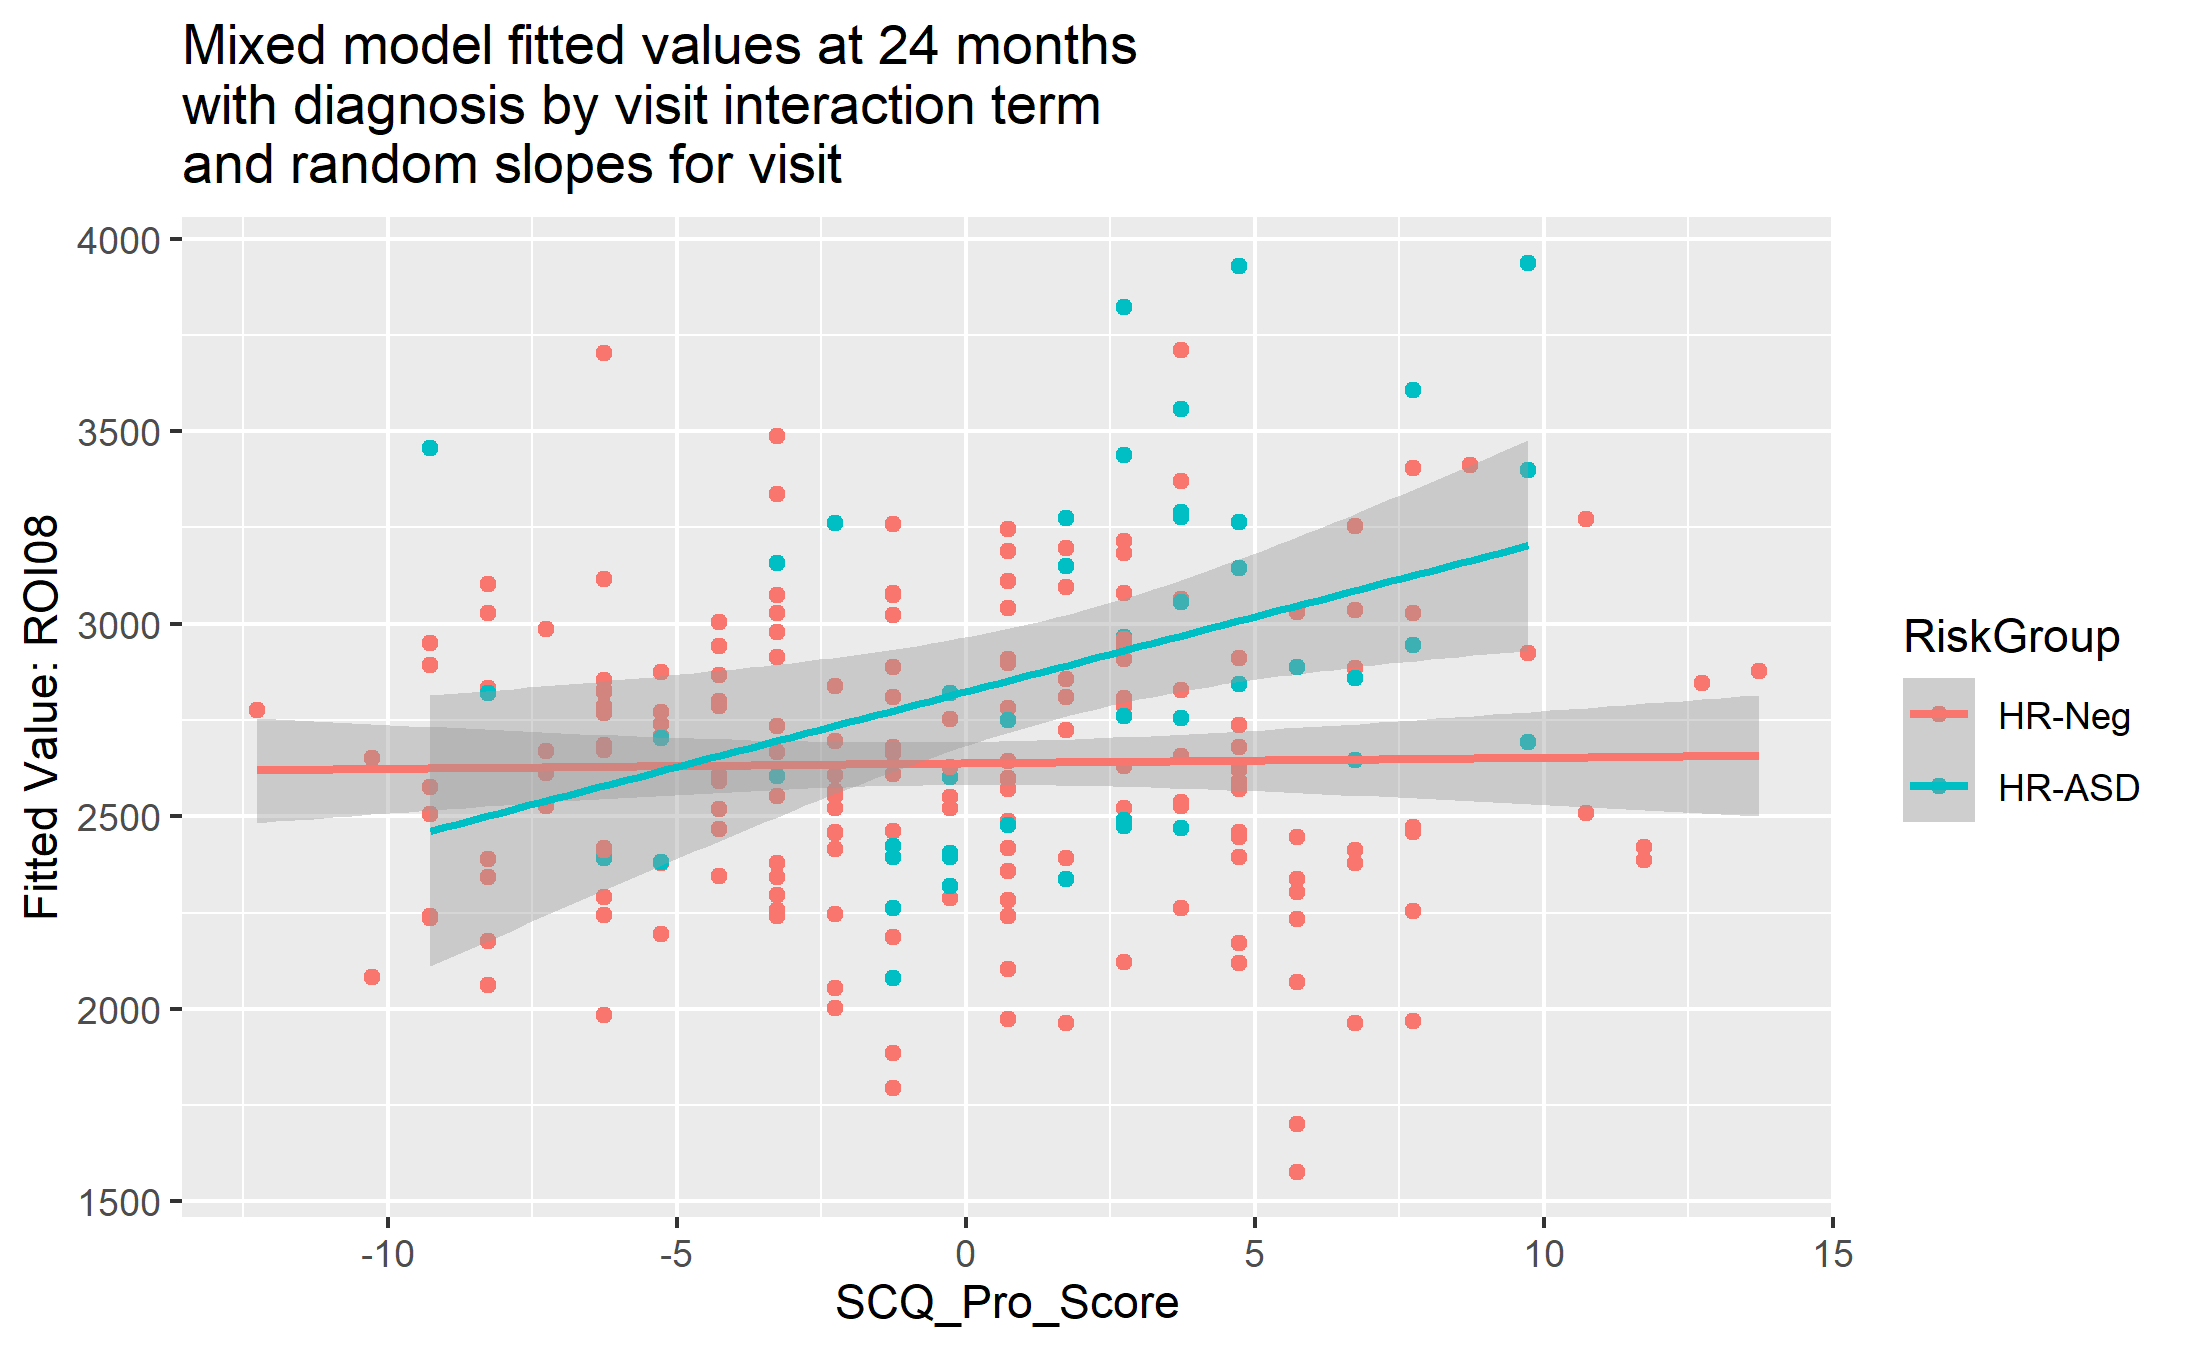 Mixed model fitted values at 24 months
with diagnosis by visit interaction term
and random slopes for visit
4000
3500
3000
2500
2000
1500
Fitted Value: ROI08
-10
-5
0
5
10
15
SCQ_Pro_Score
RiskGroup
HR-Neg
HR-ASD